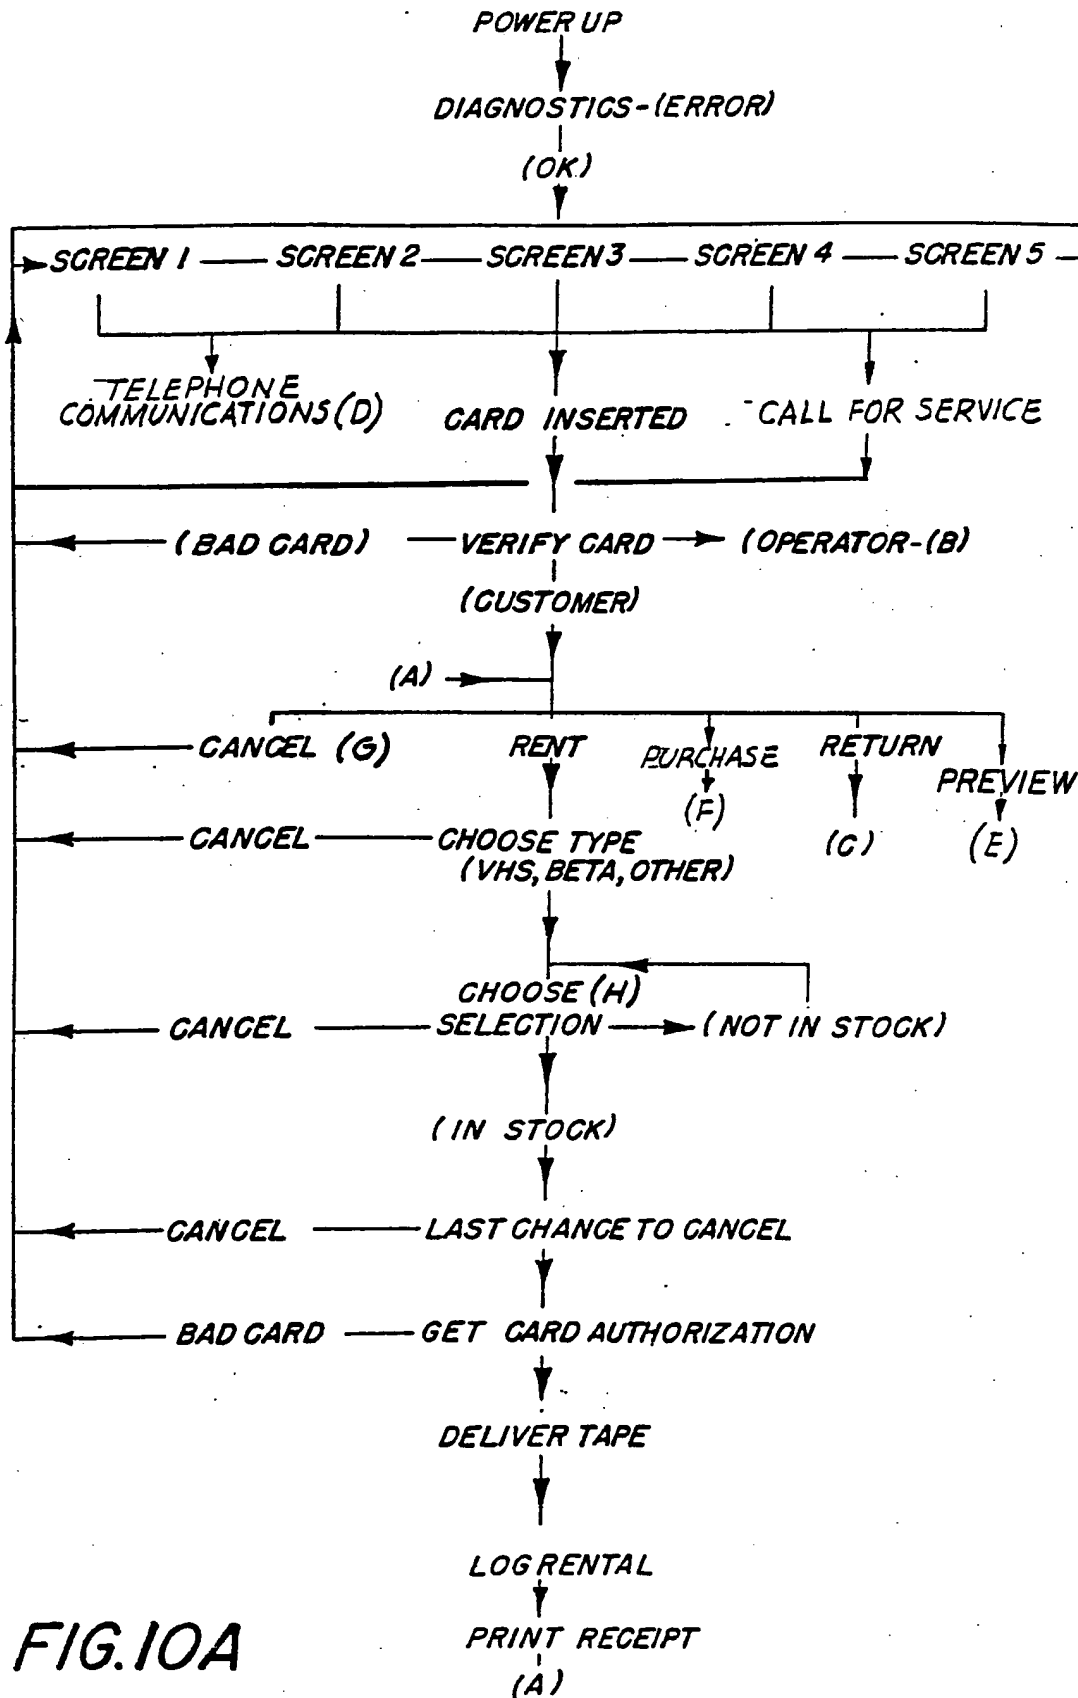 POWER UP
DIAGNOSTICS-(ERROR)
(OK)
SCREEN 1 SCREEN 2 SCREEN 3 SCREEN 4 SCREEN 5
TELEPHONE
COMMUNICATIONS(D) CARD INSERTED CALL FOR SERVICE
(BAD CARD) VERIFY CARD (OPERATOR-(B)
(CUSTOMER)
(A)
CANCEL (G) RENT PURCHASE RETURN
PREVIEW
(F)
(C) (E)
CANCEL CHOOSE TYPE
(VHS, BETA, OTHER)
CHOOSE (H)
CANCEL SELECTION (NOT IN STOCK)
(IN STOCK)
CANCEL LAST CHANCE TO CANCEL
BAD CARD GET CARD AUTHORIZATION
DELIVER TAPE
LOG RENTAL
PRINT RECEIPT
(A)
FIG. 10A